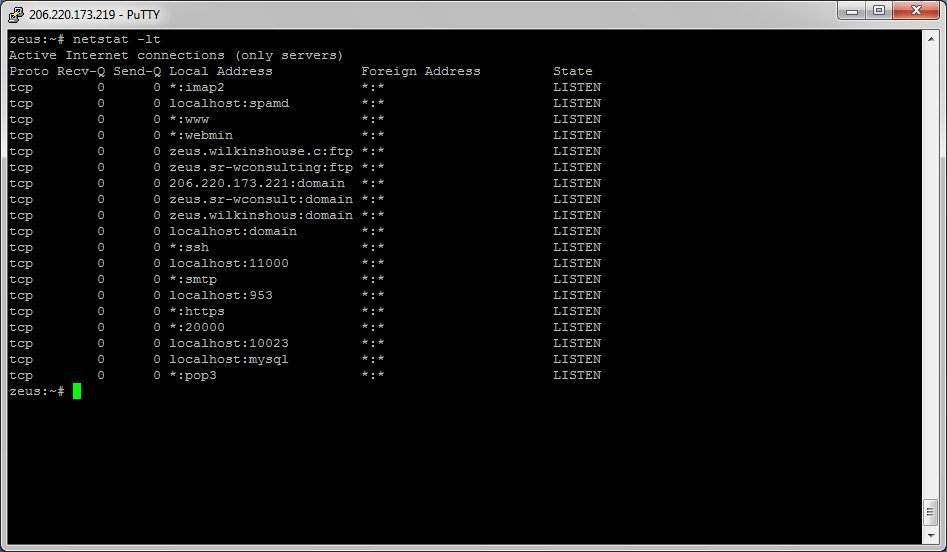 206.220.173.219 - PuTTY
zeus:~# netstat -lt
Active Internet connections (only servers)
Proto Recv-Q Send-Q Local Address           Foreign Address         State
tcp        0      0 *:imap2                 *:*                     LISTEN
tcp        0      0 localhost:spamd         *:*                     LISTEN
tcp        0      0 *:www                   *:*                     LISTEN
tcp        0      0 *:webmin                *:*                     LISTEN
tcp        0      0 zeus.wilkinshouse.c:ftp *:*                     LISTEN
tcp        0      0 zeus.sr-wconsulting:ftp *:*                     LISTEN
tcp        0      0 206.220.173.221:domain  *:*                     LISTEN
tcp        0      0 zeus.sr-wconsult:domain *:*                     LISTEN
tcp        0      0 zeus.wilkinshous:domain *:*                     LISTEN
tcp        0      0 localhost:domain        *:*                     LISTEN
tcp        0      0 *:ssh                   *:*                     LISTEN
tcp        0      0 localhost:11000         *:*                     LISTEN
tcp        0      0 *:smtp                  *:*                     LISTEN
tcp        0      0 localhost:953           *:*                     LISTEN
tcp        0      0 *:https                 *:*                     LISTEN
tcp        0      0 *:20000                 *:*                     LISTEN
tcp        0      0 localhost:10023         *:*                     LISTEN
tcp        0      0 localhost:mysql         *:*                     LISTEN
tcp        0      0 *:pop3                  *:*                     LISTEN
zeus:~#